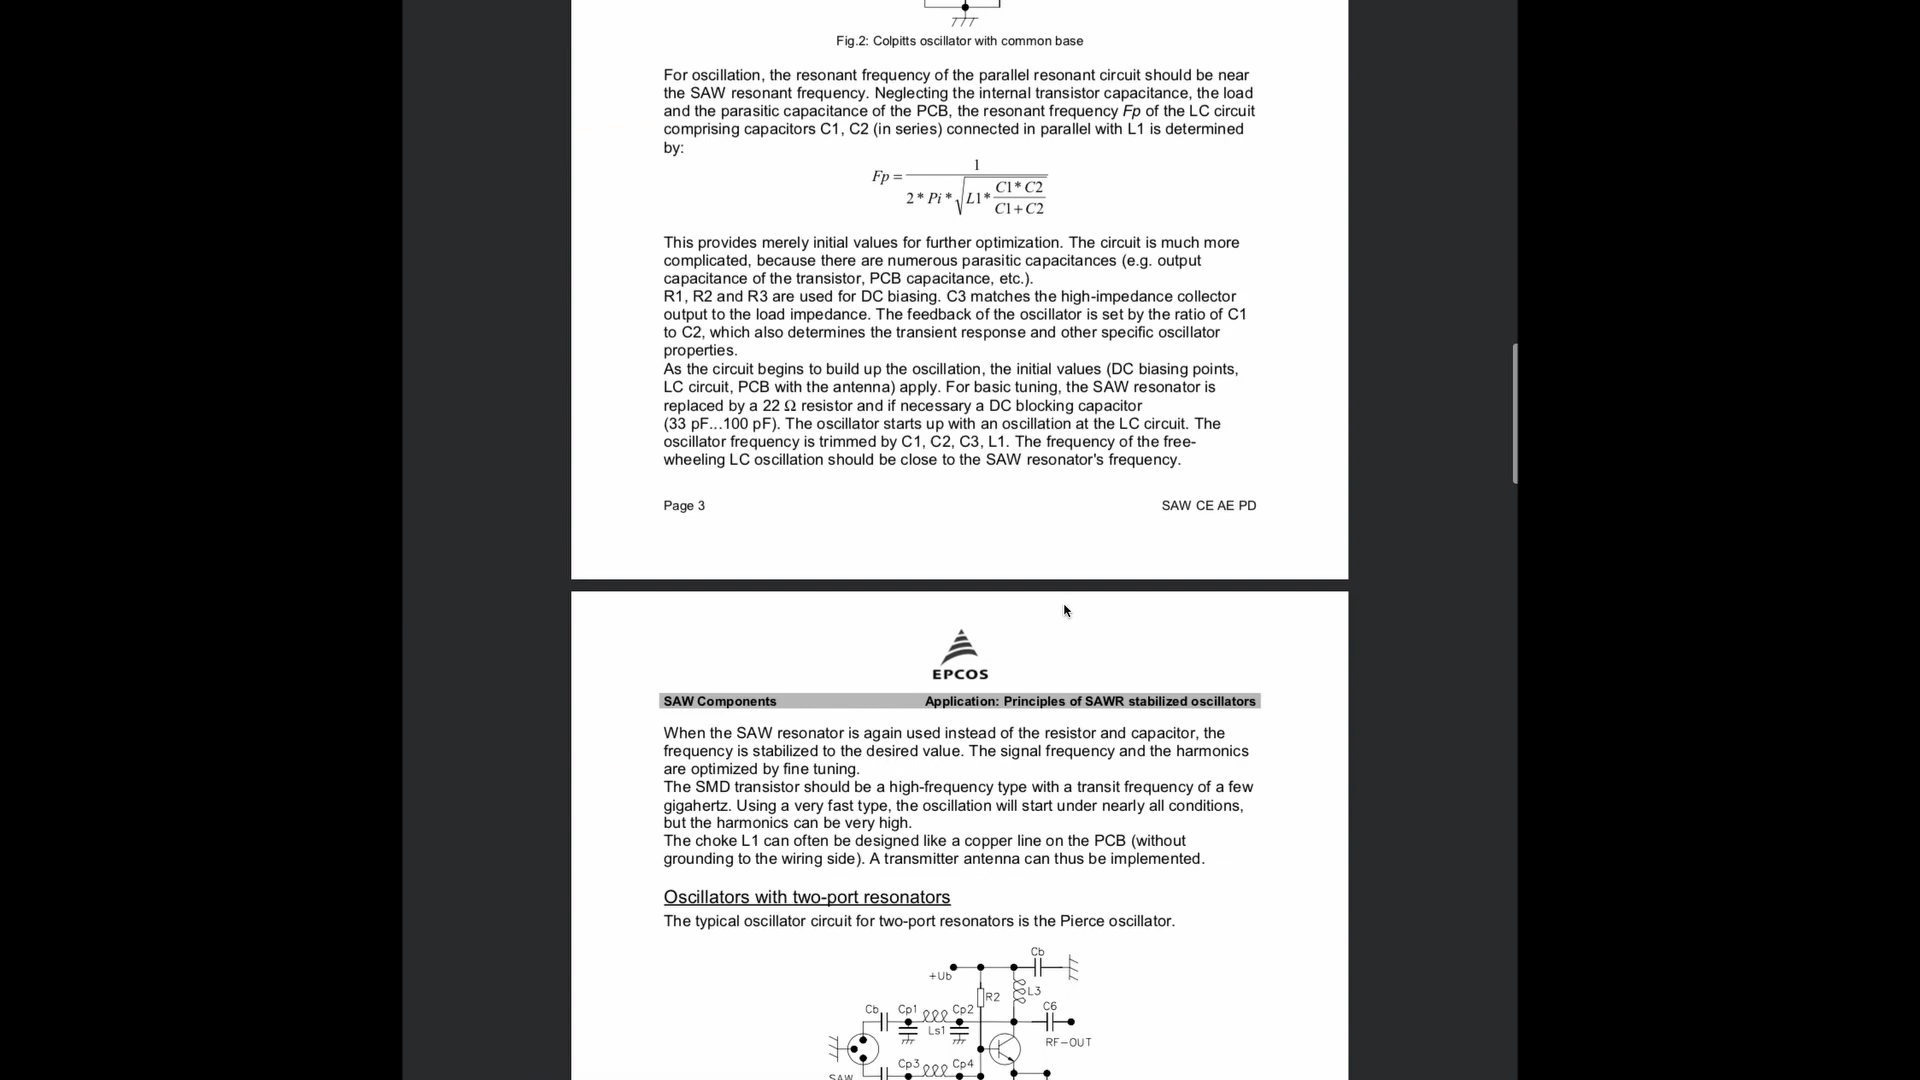 Fig.2: Colpitts oscillator with common base
For oscillation, the resonant frequency of the parallel resonant circuit should be near
the SAW resonant frequency. Neglecting the internal transistor capacitance, the load
and the parasitic capacitance of the PCB, the resonant frequency Fp of the LC circuit
comprising capacitors C1, C2 (in series) connected in parallel with L1 is determined
by:
1
Fp =
2 * Pi * √ L1 *
C1 * C2
C1 + C2
This provides merely initial values for further optimization. The circuit is much more
complicated, because there are numerous parasitic capacitances (e.g. output
capacitance of the transistor, PCB capacitance, etc.).
R1, R2 and R3 are used for DC biasing. C3 matches the high-impedance collector
output to the load impedance. The feedback of the oscillator is set by the ratio of C1
to C2, which also determines the transient response and other specific oscillator
properties.
As the circuit begins to build up the oscillation, the initial values (DC biasing points,
LC circuit, PCB with the antenna) apply. For basic tuning, the SAW resonator is
replaced by a 22 Ω resistor and if necessary a DC blocking capacitor
(33 pF...100 pF). The oscillator starts up with an oscillation at the LC circuit. The
oscillator frequency is trimmed by C1, C2, C3, L1. The frequency of the free-
wheeling LC oscillation should be close to the SAW resonator's frequency.
Page 3 SAW CE AE PD
EPCOS
SAW Components Application: Principles of SAWR stabilized oscillators
When the SAW resonator is again used instead of the resistor and capacitor, the
frequency is stabilized to the desired value. The signal frequency and the harmonics
are optimized by fine tuning.
The SMD transistor should be a high-frequency type with a transit frequency of a few
gigahertz. Using a very fast type, the oscillation will start under nearly all conditions,
but the harmonics can be very high.
The choke L1 can often be designed like a copper line on the PCB (without
grounding to the wiring side). A transmitter antenna can thus be implemented.
Oscillators with two-port resonators
The typical oscillator circuit for two-port resonators is the Pierce oscillator.
Cb
+Ub
R2 L3
Cb Cp1 Cp2 C6
Ls1
RF-OUT
Cp3 Cp4
SAW